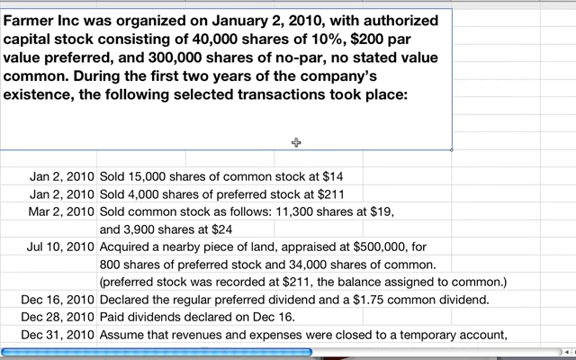 Farmer Inc was organized on January 2, 2010, with authorized
capital stock consisting of 40,000 shares of 10%, $200 par
value preferred, and 300,000 shares of no-par, no stated value
common. During the first two years of the company's
existence, the following selected transactions took place:
Jan 2, 2010 Sold 15,000 shares of common stock at $14
Jan 2, 2010 Sold 4,000 shares of preferred stock at $211
Mar 2, 2010 Sold common stock as follows: 11,300 shares at $19,
and 3,900 shares at $24
Jul 10, 2010 Acquired a nearby piece of land, appraised at $500,000, for
800 shares of preferred stock and 34,000 shares of common.
(preferred stock was recorded at $211, the balance assigned to common.)
Dec 16, 2010 Declared the regular preferred dividend and a $1.75 common dividend.
Dec 28, 2010 Paid dividends declared on Dec 16.
Dec 31, 2010 Assume that revenues and expenses were closed to a temporary account,